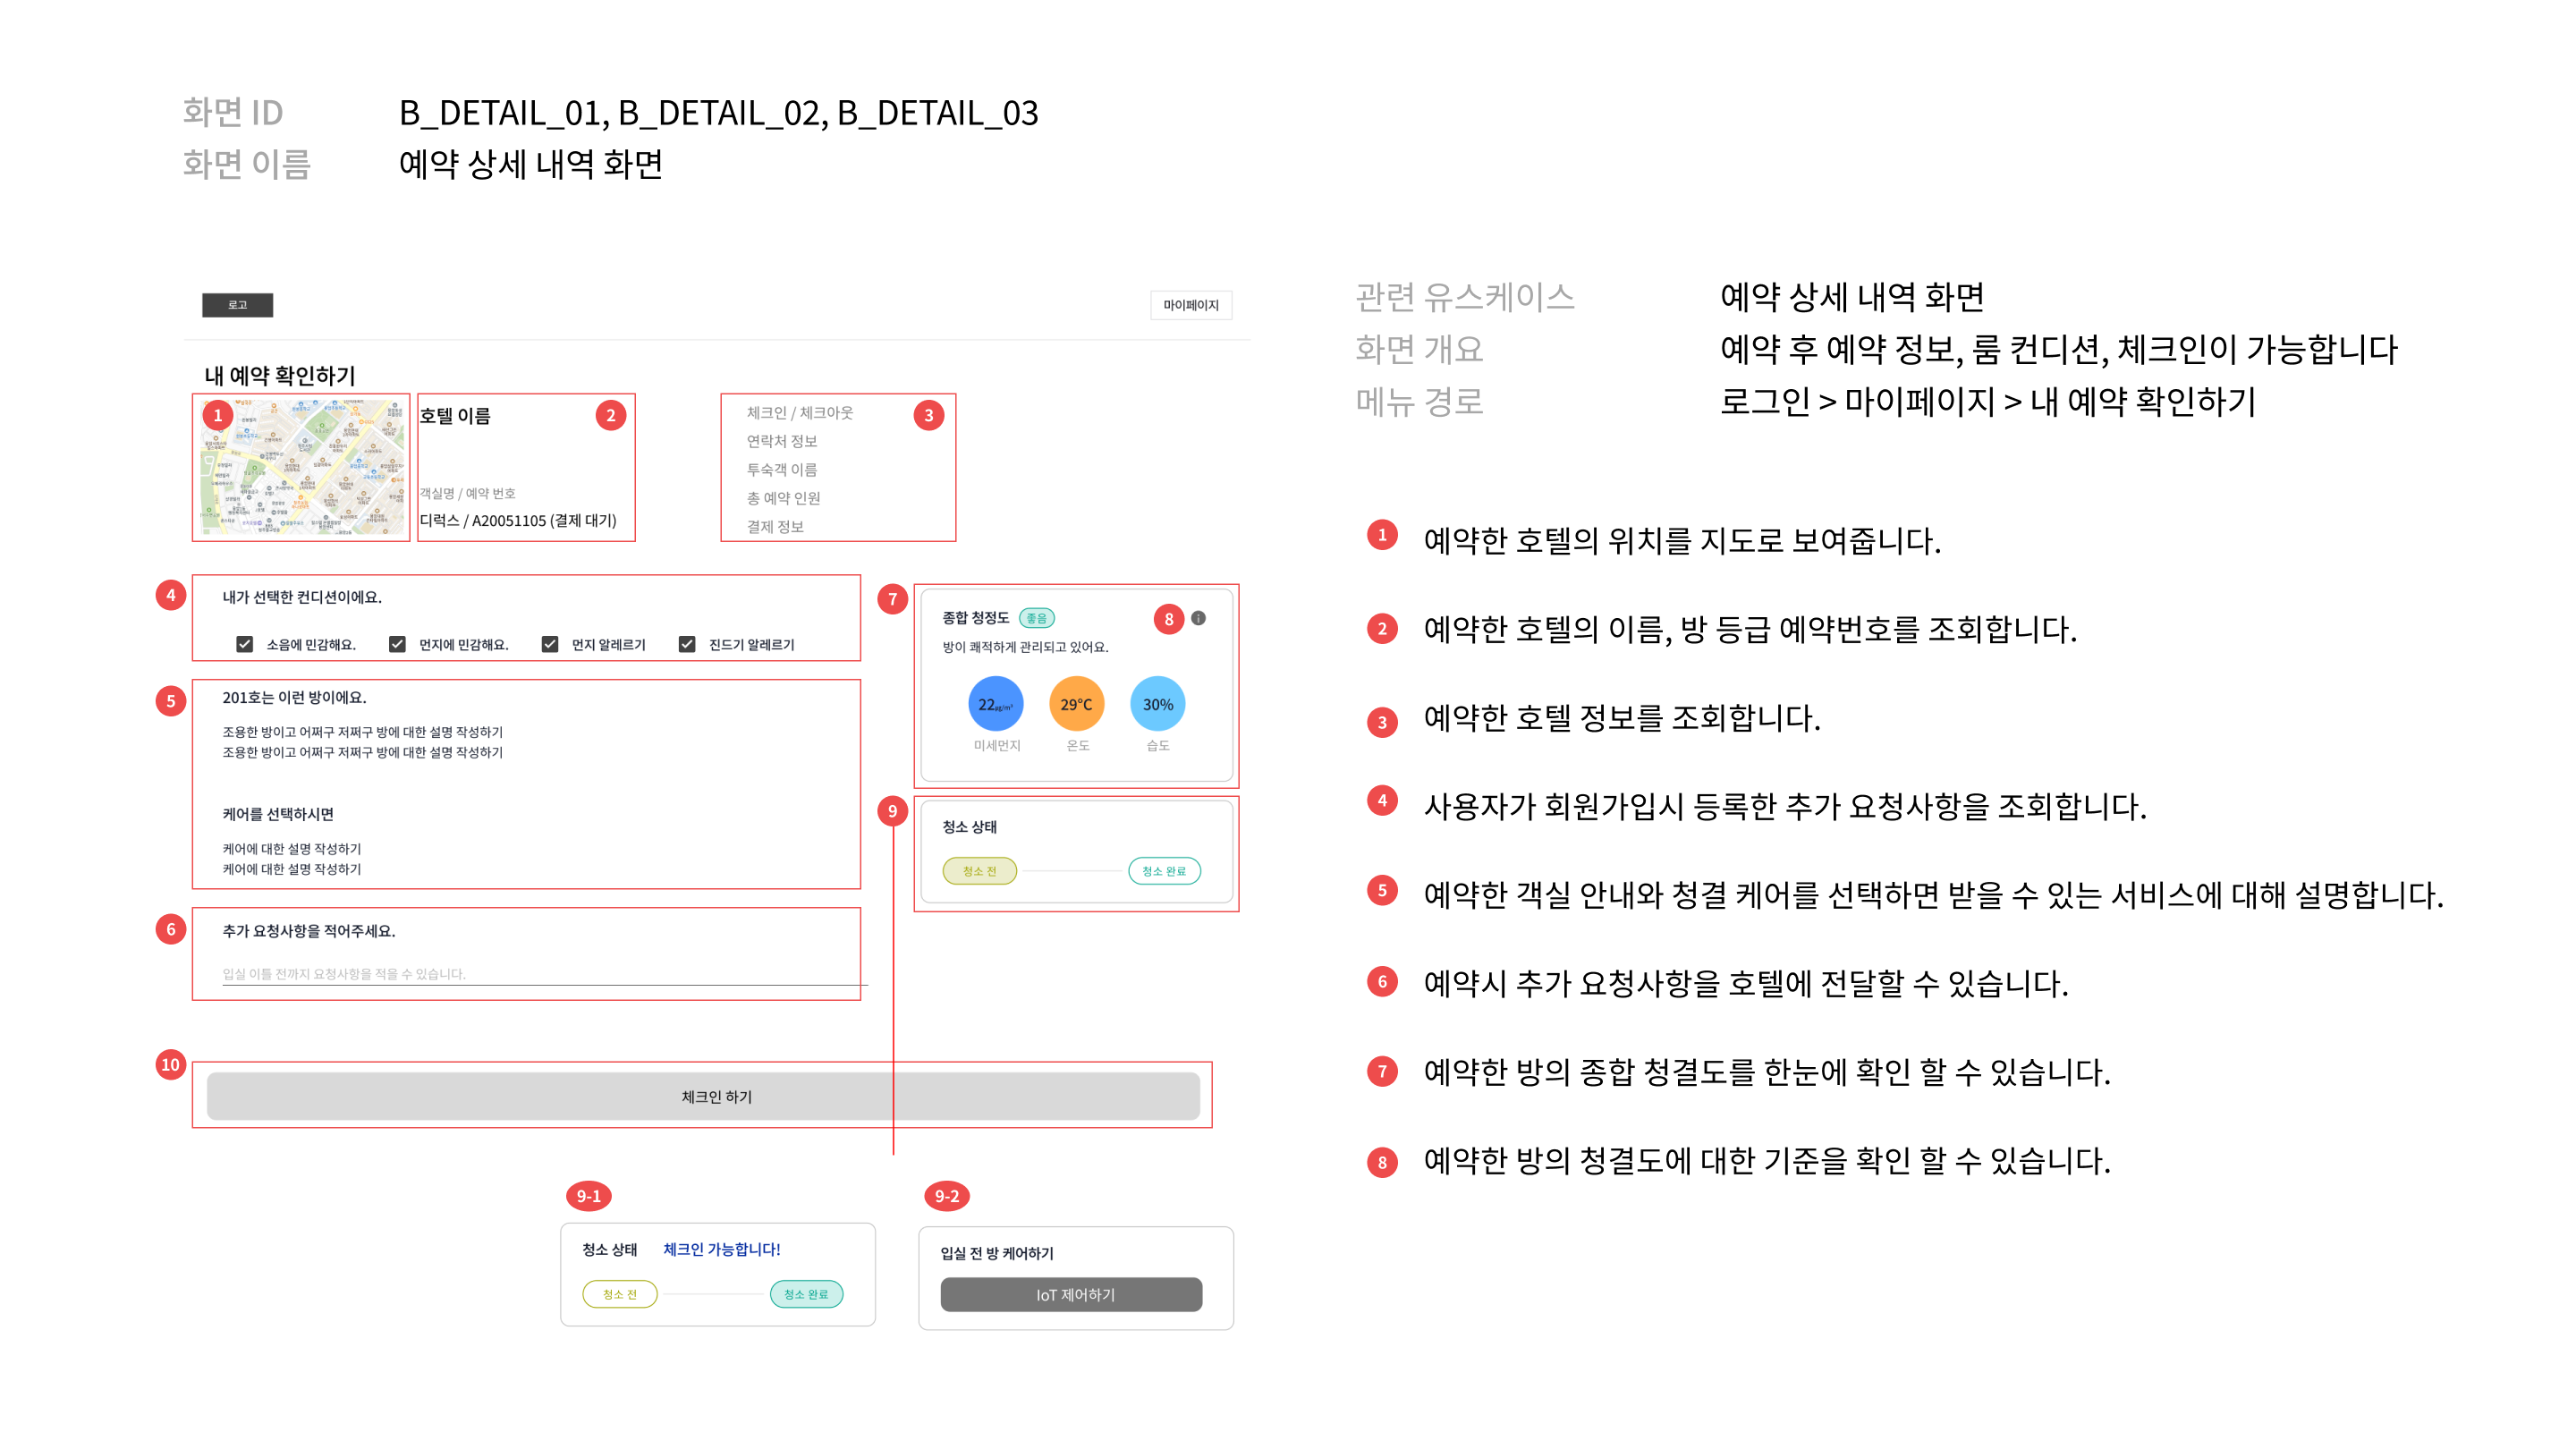 화면 ID B_DETAIL_01, B_DETAIL_02, B_DETAIL_03
화면 이름 예약 상세 내역 화면
로고
마이페이지
내 예약 확인하기
1
호텔 이름
2
객실명 / 예약 번호
디럭스 / A20051105 (결제 대기)
체크인 / 체크아웃
3
연락처 정보
투숙객 이름
총 예약 인원
결제 정보
4
내가 선택한 컨디션이에요.
소음에 민감해요. 먼지에 민감해요. 먼지 알레르기 진드기 알레르기
5
201호는 이런 방이에요.
조용한 방이고 어쩌구 저쩌구 방에 대한 설명 작성하기
조용한 방이고 어쩌구 저쩌구 방에 대한 설명 작성하기
케어를 선택하시면
케어에 대한 설명 작성하기
케어에 대한 설명 작성하기
6
추가 요청사항을 적어주세요.
입실 이틀 전까지 요청사항을 적을 수 있습니다.
7
종합 청정도 좋음
8
방이 쾌적하게 관리되고 있어요.
22㎍/m³ 29°C 30%
미세먼지 온도 습도
9
청소 상태
청소 전 청소 완료
10
체크인 하기
9-1
청소 상태 체크인 가능합니다!
청소 전 청소 완료
9-2
입실 전 방 케어하기
IoT 제어하기
관련 유스케이스 예약 상세 내역 화면
화면 개요 예약 후 예약 정보, 룸 컨디션, 체크인이 가능합니다
메뉴 경로 로그인 > 마이페이지 > 내 예약 확인하기
1 예약한 호텔의 위치를 지도로 보여줍니다.
2 예약한 호텔의 이름, 방 등급 예약번호를 조회합니다.
3 예약한 호텔 정보를 조회합니다.
4 사용자가 회원가입시 등록한 추가 요청사항을 조회합니다.
5 예약한 객실 안내와 청결 케어를 선택하면 받을 수 있는 서비스에 대해 설명합니다.
6 예약시 추가 요청사항을 호텔에 전달할 수 있습니다.
7 예약한 방의 종합 청결도를 한눈에 확인 할 수 있습니다.
8 예약한 방의 청결도에 대한 기준을 확인 할 수 있습니다.